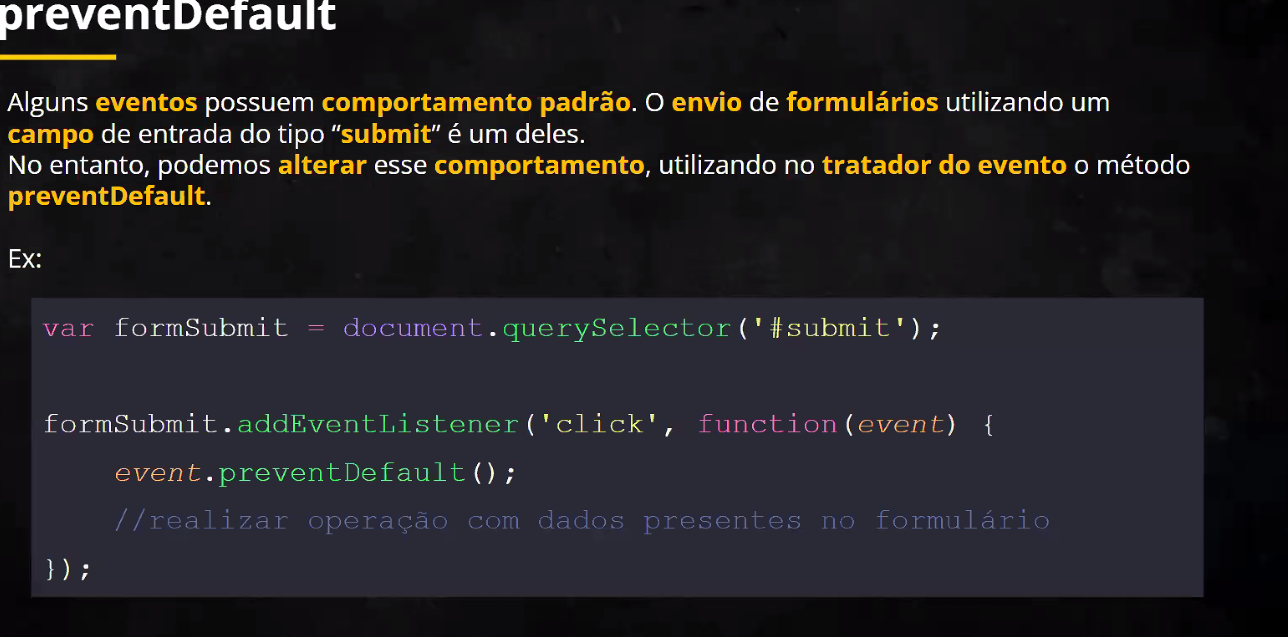 preventDefault
Alguns eventos possuem comportamento padrão. O envio de formulários utilizando um
campo de entrada do tipo “submit” é um deles.
No entanto, podemos alterar esse comportamento, utilizando no tratador do evento o método
preventDefault.
Ex:
var formSubmit = document.querySelector('#submit');
formSubmit.addEventListener('click', function(event) {
event.preventDefault();
//realizar operação com dados presentes no formulário
});